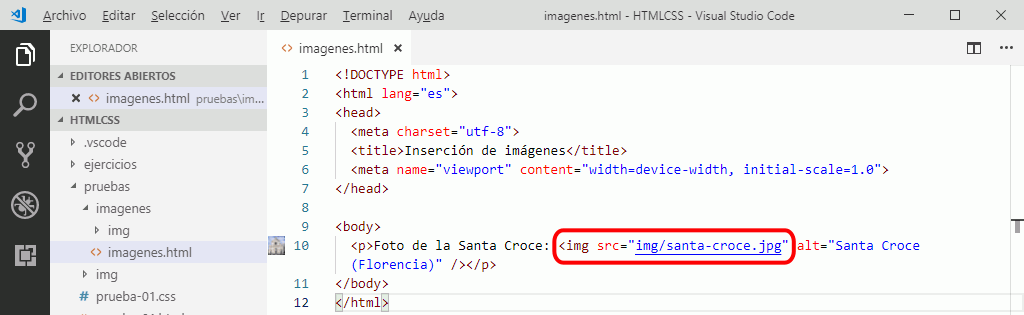 Archivo Editar Selección Ver Ir Depurar Terminal Ayuda imagenes.html - HTMLCSS - Visual Studio Code
EXPLORADOR
EDITORES ABIERTOS
imagenes.html pruebas\im...
HTMLCSS
.vscode
ejercicios
pruebas
imagenes
img
imagenes.html
img
prueba-01.css
imagenes.html
1 <!DOCTYPE html>
2 <html lang="es">
3 <head>
4 <meta charset="utf-8">
5 <title>Inserción de imágenes</title>
6 <meta name="viewport" content="width=device-width, initial-scale=1.0">
7 </head>
8
9 <body>
10 <p>Foto de la Santa Croce: <img src="img/santa-croce.jpg" alt="Santa Croce
(Florencia)" /></p>
11 </body>
12 </html>